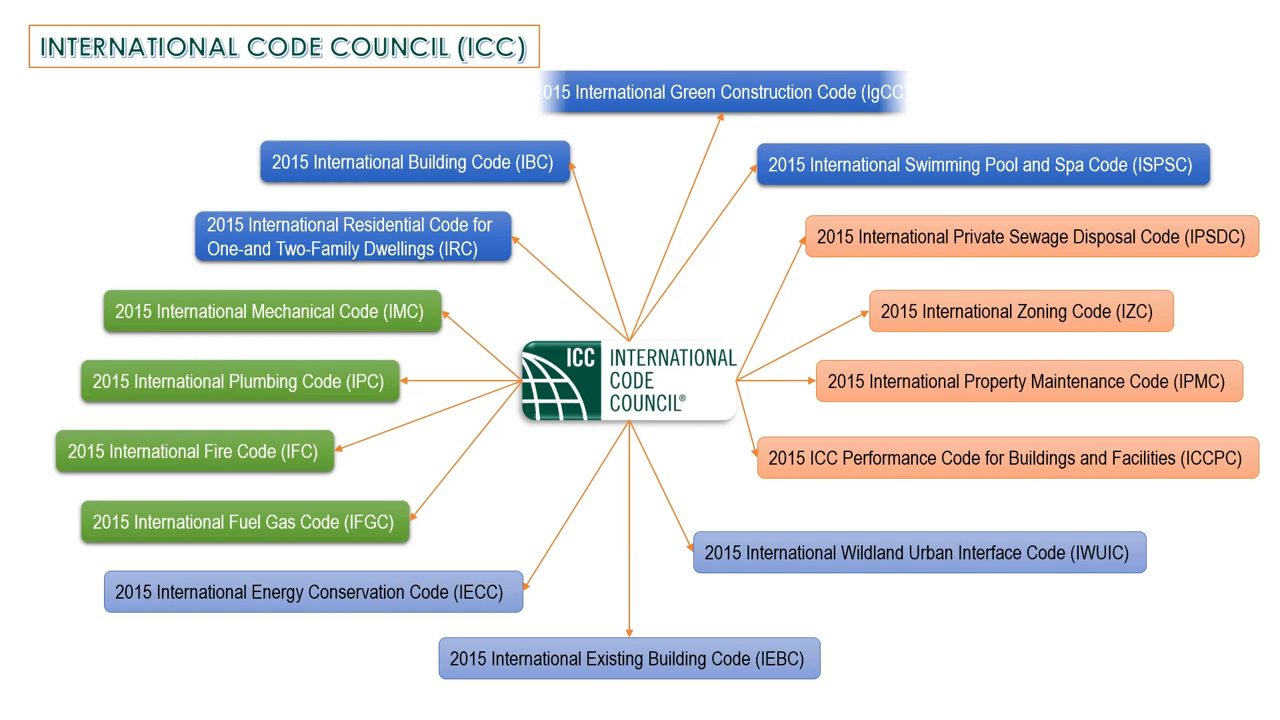 INTERNATIONAL CODE COUNCIL (ICC)
2015 International Green Construction Code (IgCC)
2015 International Building Code (IBC)
2015 International Swimming Pool and Spa Code (ISPSC)
2015 International Residential Code for
One-and Two-Family Dwellings (IRC)
2015 International Private Sewage Disposal Code (IPSDC)
2015 International Mechanical Code (IMC)
2015 International Zoning Code (IZC)
ICC INTERNATIONAL
CODE
COUNCIL®
2015 International Plumbing Code (IPC)
2015 International Property Maintenance Code (IPMC)
2015 International Fire Code (IFC)
2015 ICC Performance Code for Buildings and Facilities (ICCPC)
2015 International Fuel Gas Code (IFGC)
2015 International Wildland Urban Interface Code (IWUIC)
2015 International Energy Conservation Code (IECC)
2015 International Existing Building Code (IEBC)